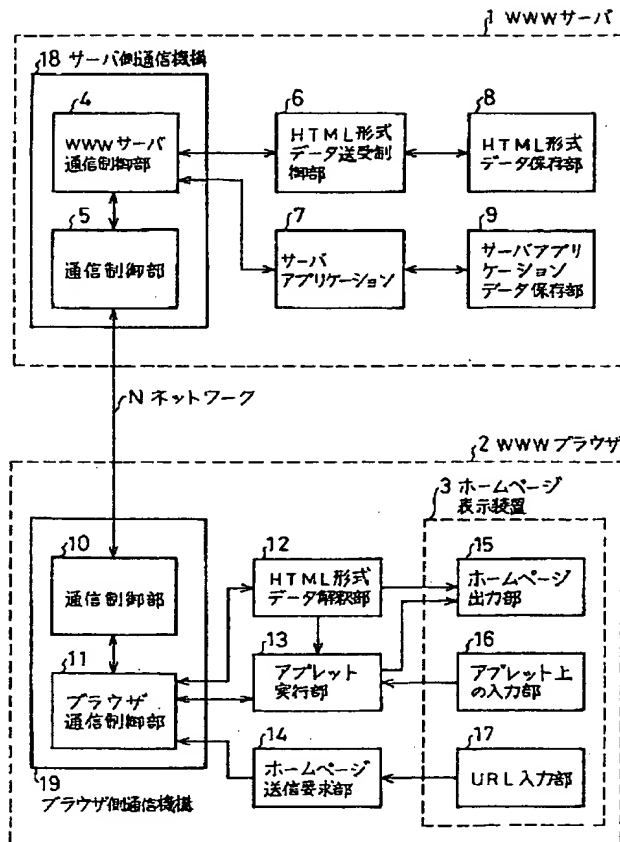 1 WWWサーバ
18 サーバ側通信機構
4
WWWサーバ
通信制御部
5
通信制御部
6
HTML形式
データ送受制
御部
8
HTML形式
データ保存部
7
サーバ
アプリケーション
9
サーバアプリ
ケーション
データ保存部
N ネットワーク
2 WWWブラウザ
3 ホームページ
表示装置
10
通信制御部
11
ブラウザ
通信制御部
19
ブラウザ側通信機構
12
HTML形式
データ解釈部
13
アプレット
実行部
14
ホームページ
送信要求部
15
ホームページ
出力部
16
アプレット上
の入力部
17
URL入力部